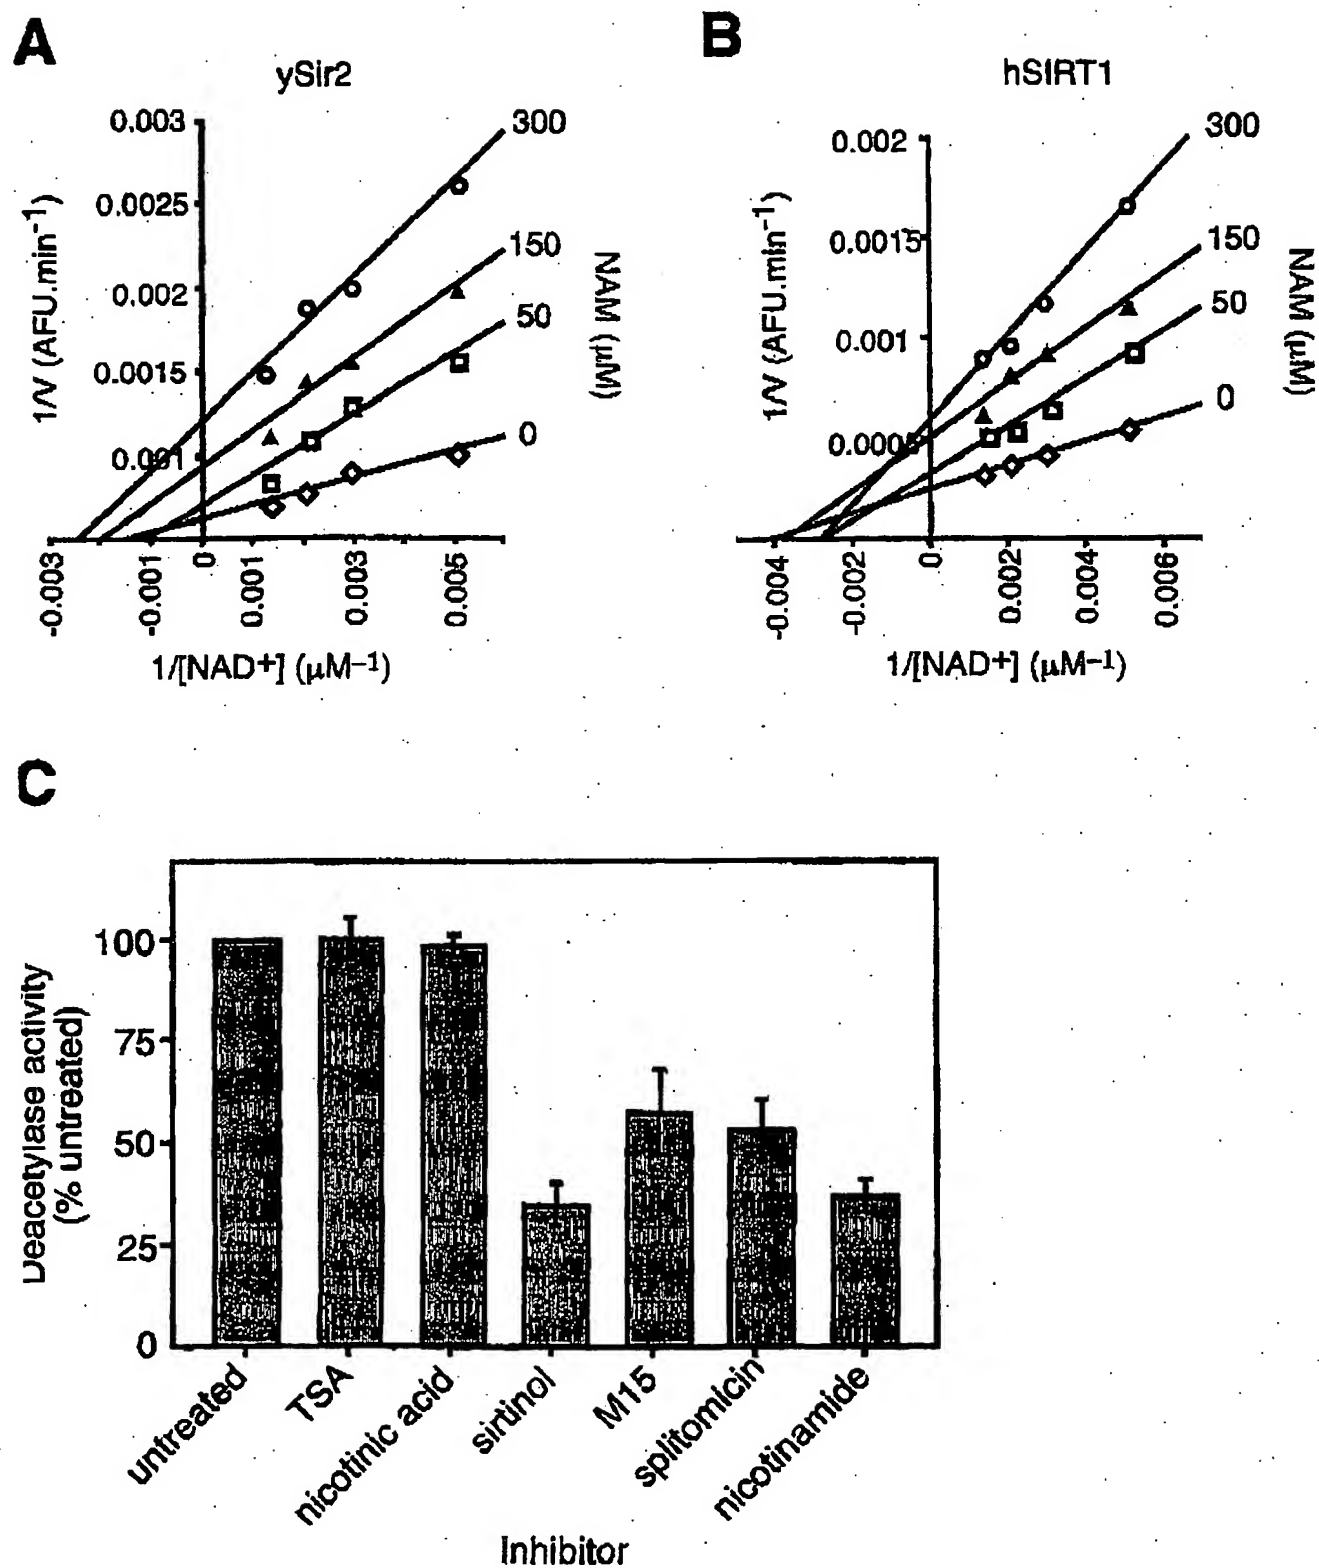 A
ySir2
0.003
0.0025
0.002
0.0015
0.001
1/V (AFU.min−1)
300
150
50
0
NAM (μM)
-0.003
-0.001
0
0.001
0.003
0.005
1/[NAD+] (μM−1)
B
hSIRT1
0.002
0.0015
0.001
0.0005
1/V (AFU.min−1)
300
150
50
0
NAM (μM)
-0.004
-0.002
0
0.002
0.004
0.006
1/[NAD+] (μM−1)
C
Deacetylase activity
(% untreated)
100
75
50
25
0
untreated
TSA
nicotinic acid
sirtinol
M15
splitomicin
nicotinamide
Inhibitor